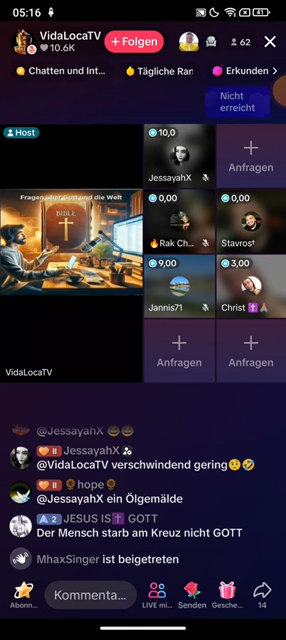 05:16
41
VidaLocaTV
10.6K
+ Folgen
62
Chatten und Int...
Tägliche Ran
Erkunden
Nicht
erreicht
Host
Fragen über Gott und die Welt
BIBLE
VidaLocaTV
10,0
JessayahX
Anfragen
0,00
Rak Ch...
0,00
Stavros†
9,00
Jannis71
3,00
Christ
Anfragen
Anfragen
@JessayahX
II JessayahX
@VidaLocaTV verschwindend gering🤨🤣
II hope
@JessayahX ein Ölgemälde
A 2 JESUS IS✝️ GOTT
Der Mensch starb am Kreuz nicht GOTT
MhaxSinger ist beigetreten
Abonn...
Kommenta...
LIVE mi...
Senden
Gesche...
14